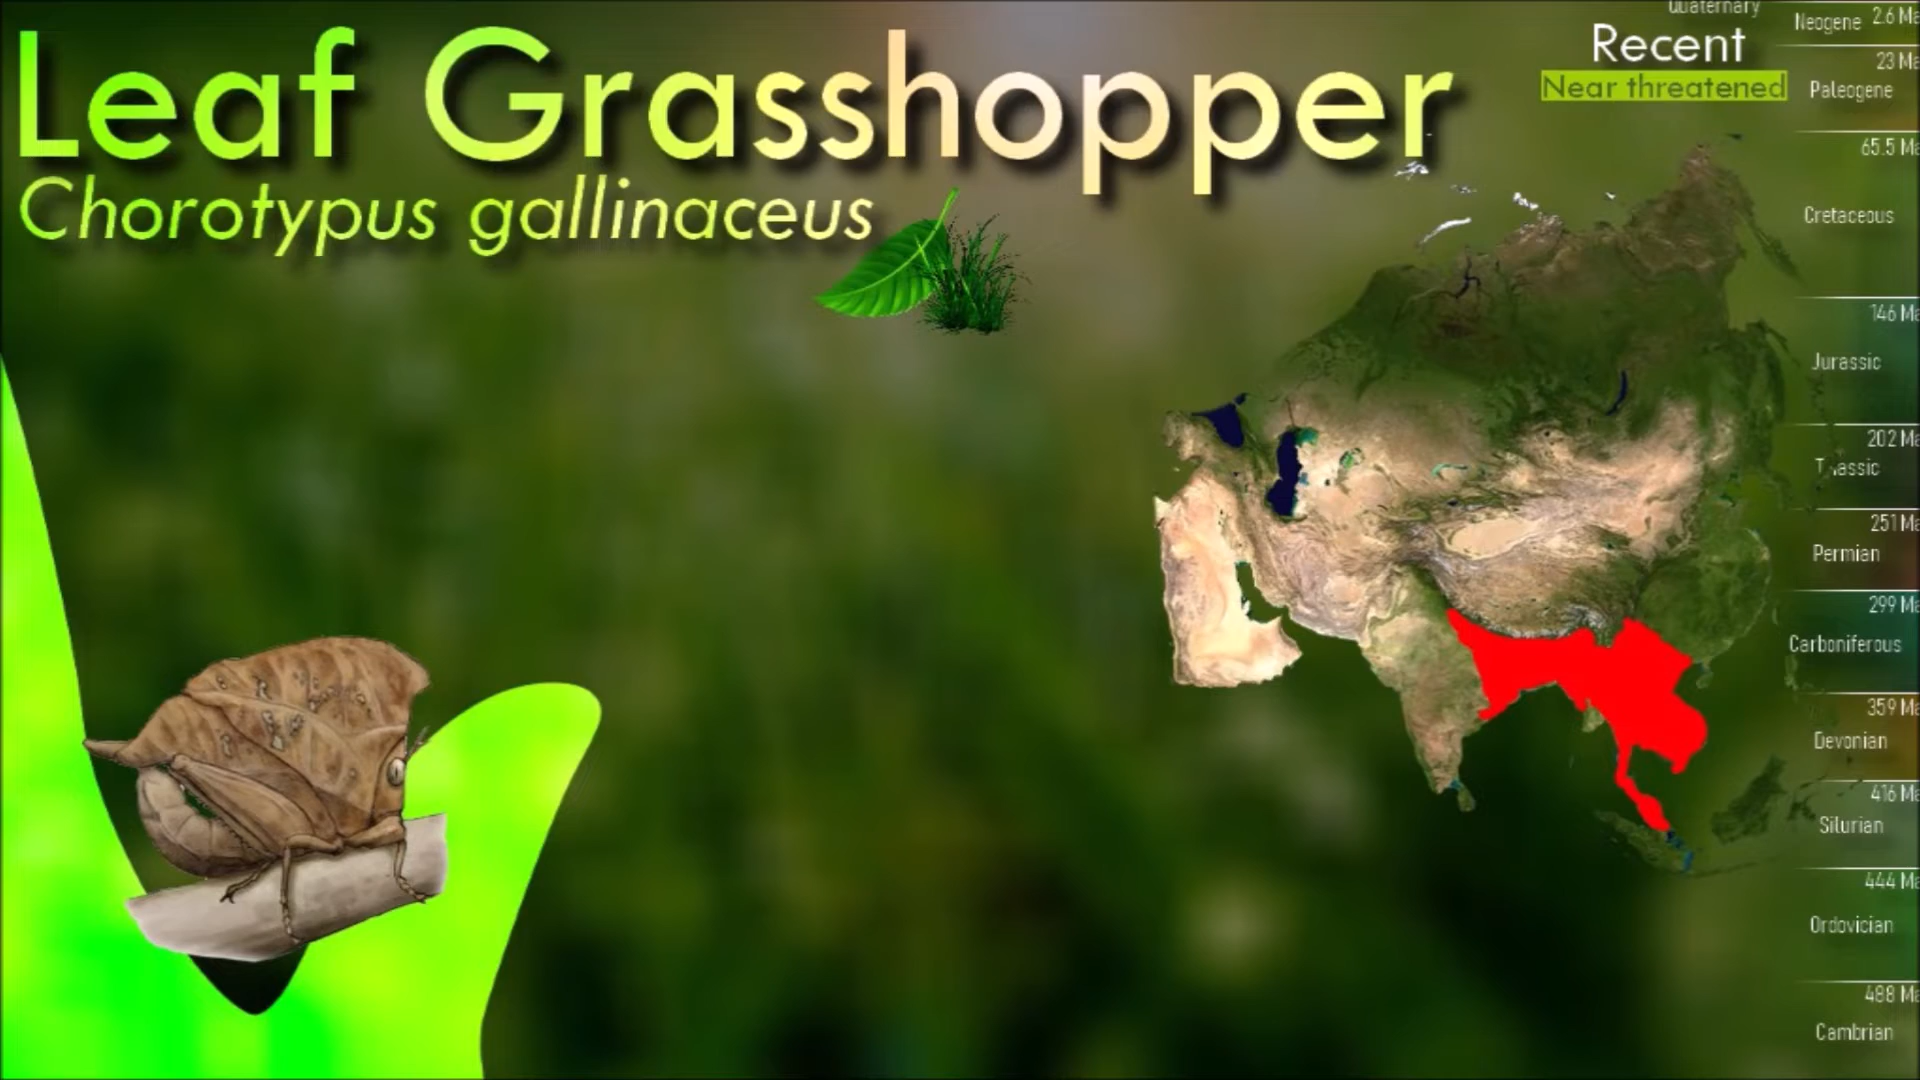 Leaf Grasshopper
Chorotypus gallinaceus
Recent
Near threatened
Quaternary
Neogene 2.6 Ma
23 Ma
Paleogene
65.5 Ma
Cretaceous
146 Ma
Jurassic
202 Ma
Triassic
251 Ma
Permian
299 Ma
Carboniferous
359 Ma
Devonian
416 Ma
Silurian
444 Ma
Ordovician
488 Ma
Cambrian